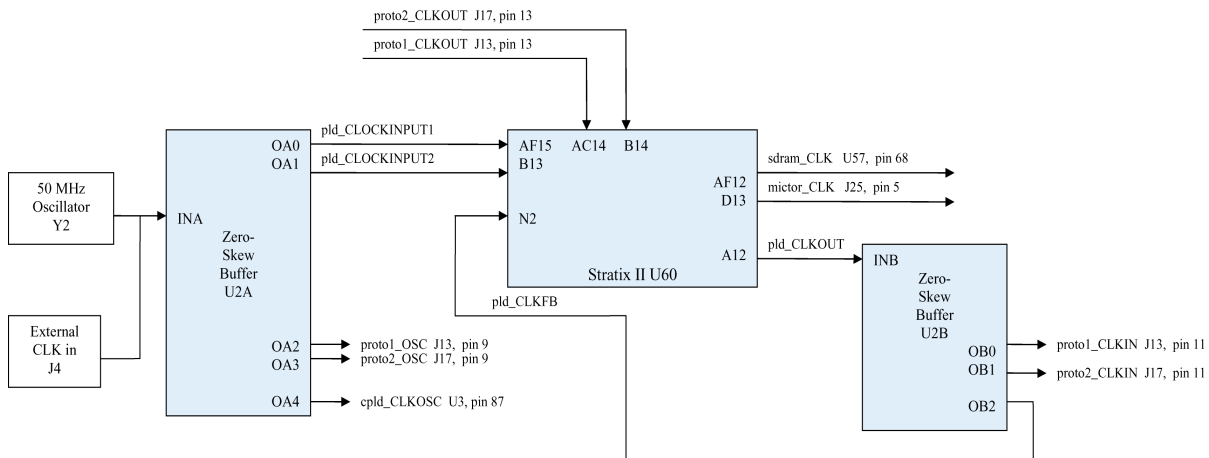 proto2_CLKOUT J17, pin 13
proto1_CLKOUT J13, pin 13
pld_CLOCKINPUT1
pld_CLOCKINPUT2
OA0
OA1
AF15 AC14 B14
B13
sdram_CLK U57, pin 68
AF12
mictor_CLK J25, pin 5
D13
50 MHz
Oscillator
Y2
INA
Zero-
Skew
Buffer
U2A
N2
A12
pld_CLKOUT
Stratix II U60
pld_CLKFB
INB
Zero-
Skew
Buffer
U2B
External
CLK in
J4
OA2
proto1_OSC J13, pin 9
OA3
proto2_OSC J17, pin 9
OA4
cpld_CLKOSC U3, pin 87
OB0
proto1_CLKIN J13, pin 11
OB1
proto2_CLKIN J17, pin 11
OB2